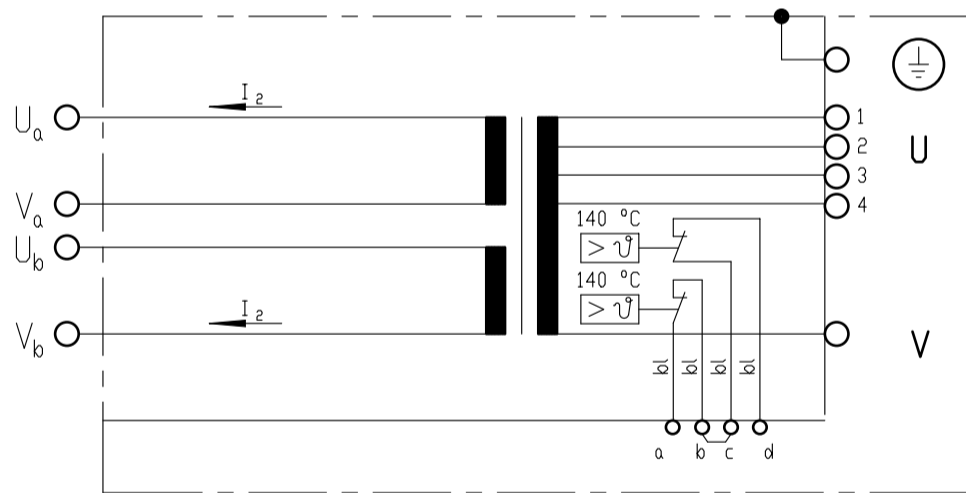 I2
Ua
1
2
U
3
Va
4
140 °C
Ub
> ϑ
140 °C
I2
> ϑ
Vb
V
bl bl bl bl
a b c d